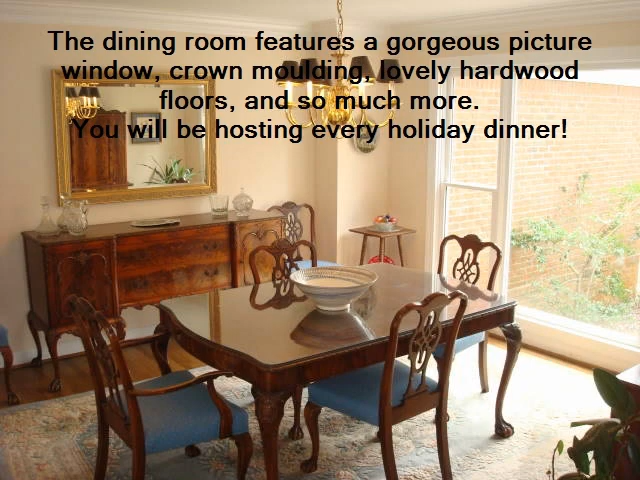 The dining room features a gorgeous picture
window, crown moulding, lovely hardwood
floors, and so much more.
You will be hosting every holiday dinner!